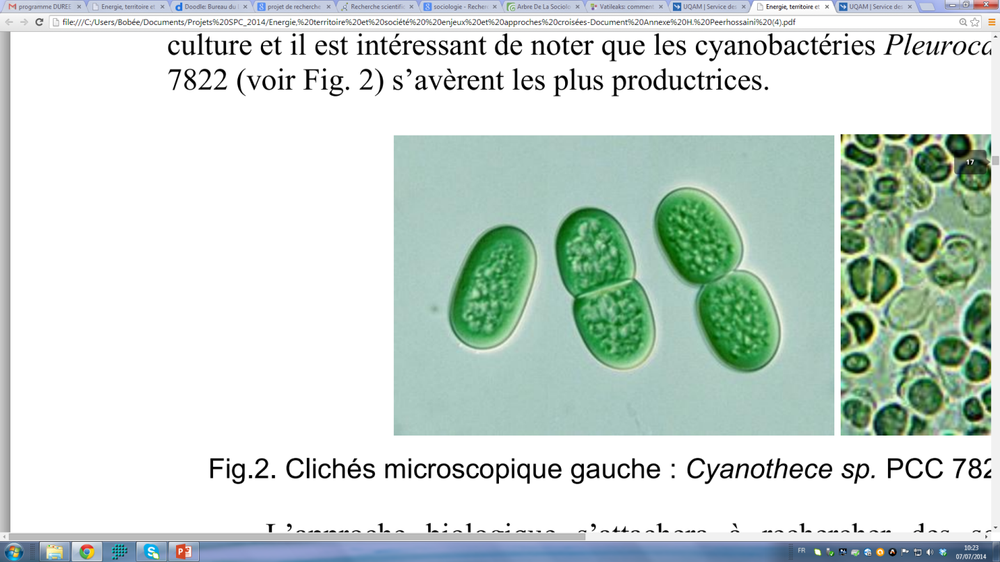 programme DUREE
Energie, territoire et
Doodle: Bureau du
projet de recherche
Recherche scientific
sociologie - Recher
Arbre De La Sociolo
Vatileaks: comment
UQAM | Service des
Energie, territoire et
UQAM | Service des
file:///C:/Users/Bobée/Documents/Projets%20SPC_2014/Energie,%20territoire%20et%20société%20%20enjeux%20et%20approches%20croisées-Document%20Annexe%20H.%20Peerhossaini%20(4).pdf
culture et il est intéressant de noter que les cyanobactéries Pleuroca
7822 (voir Fig. 2) s’avèrent les plus productrices.
17
Fig.2. Clichés microscopique gauche : Cyanothece sp. PCC 782
L’approche biologique s’attachera à rechercher des
FR
10:23
07/07/2014